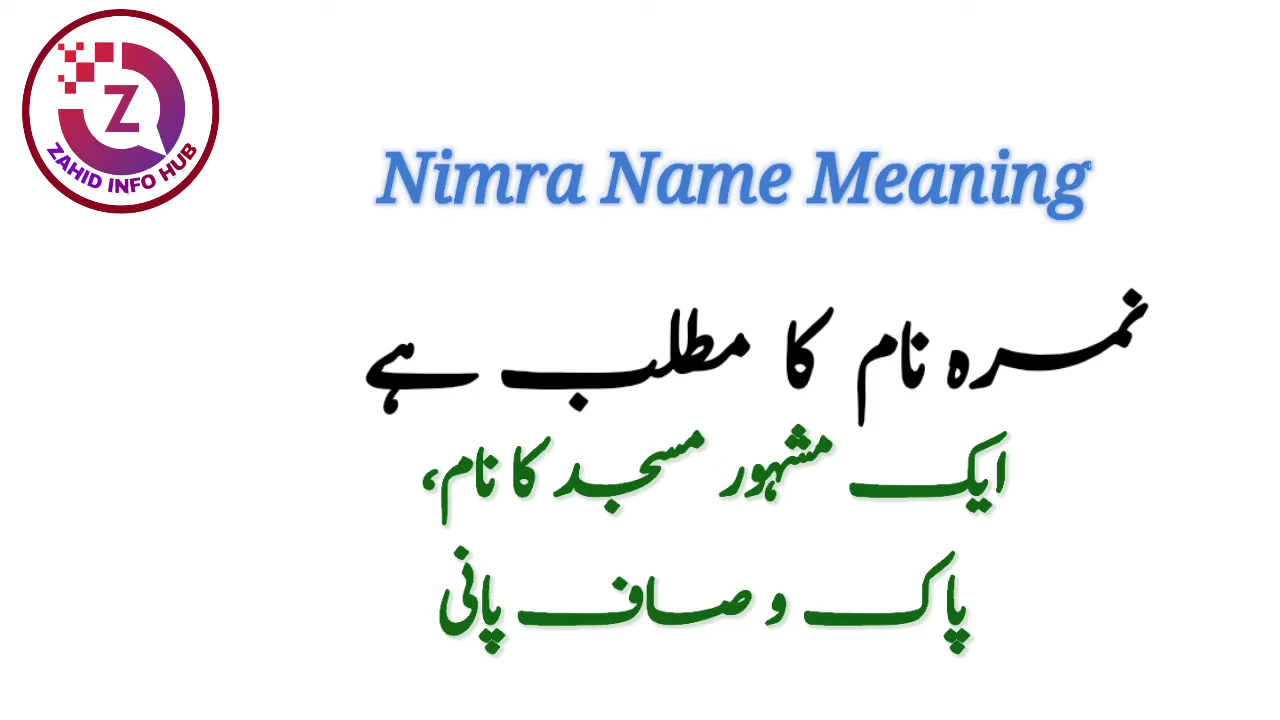 Z
ZAHID INFO HUB
Nimra Name Meaning
نمرہ نام کا مطلب ہے
ایک مشہور مسجد کا نام،
پاک و صاف پانی